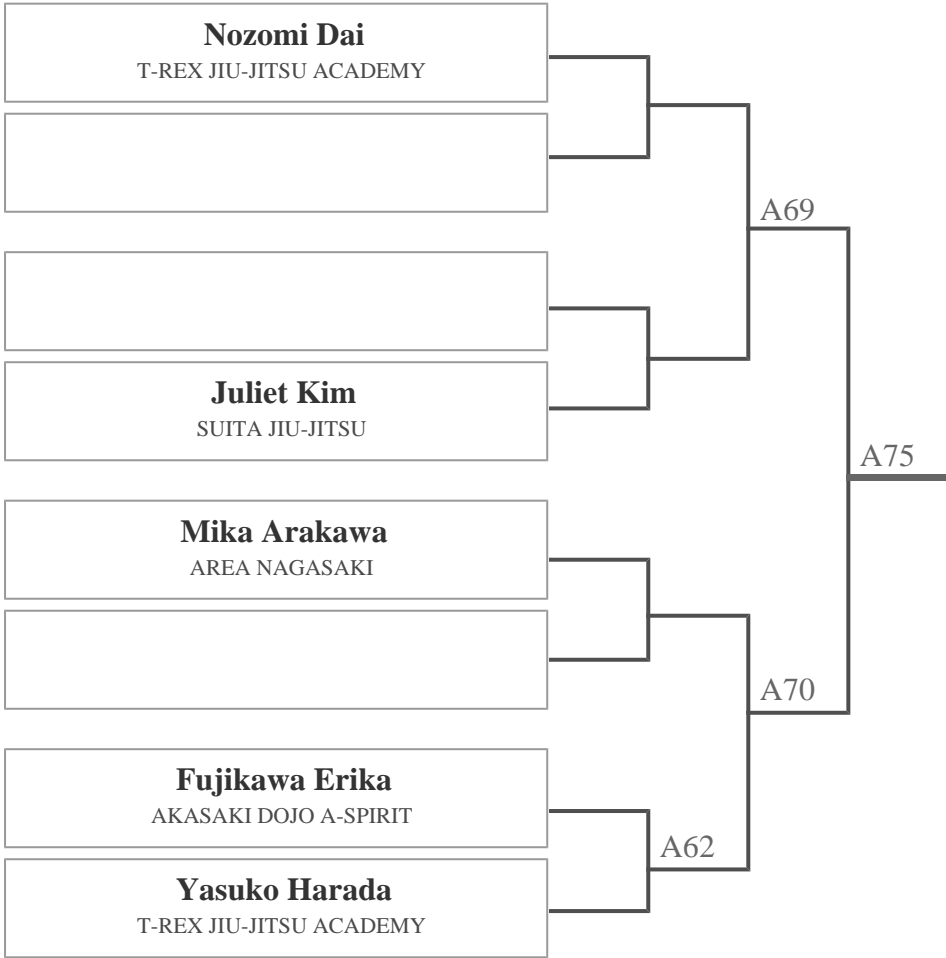 Nozomi Dai
T-REX JIU-JITSU ACADEMY
A69
Juliet Kim
SUITA JIU-JITSU
A75
Mika Arakawa
AREA NAGASAKI
A70
Fujikawa Erika
AKASAKI DOJO A-SPIRIT
A62
Yasuko Harada
T-REX JIU-JITSU ACADEMY